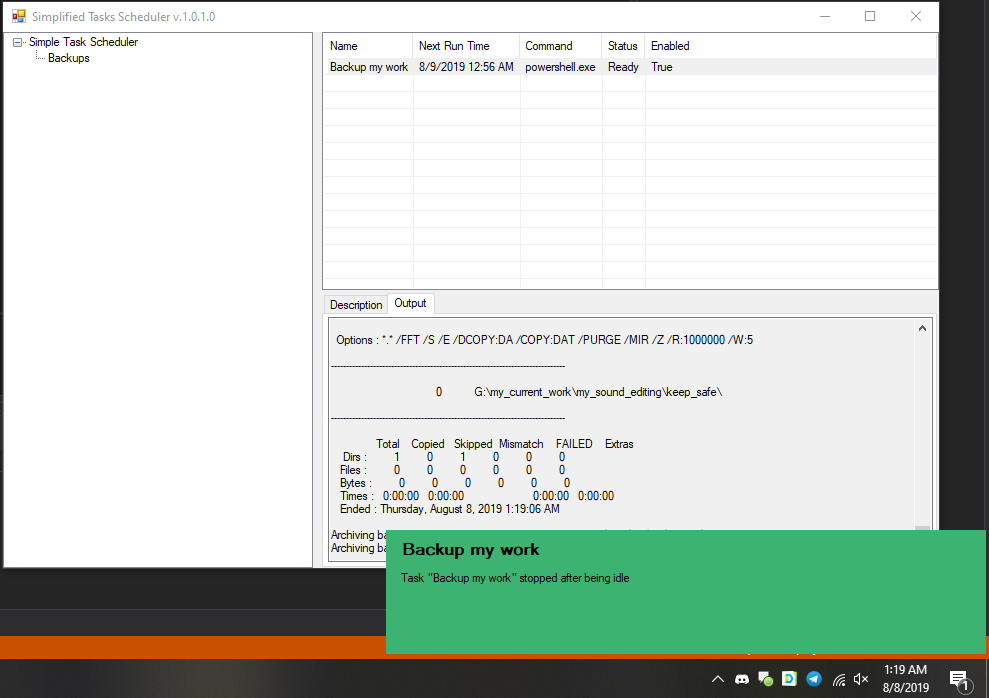 Simplified Tasks Scheduler v.1.0.1.0
Simple Task Scheduler
Backups
Name Next Run Time Command Status Enabled
Backup my work 8/9/2019 12:56 AM powershell.exe Ready True
Description Output
Options : *.* /FFT /S /E /DCOPY:DA /COPY:DAT /PURGE /MIR /Z /R:1000000 /W:5
------------------------------------------------------------------------------
0 G:\my_current_work\my_sound_editing\keep_safe\
------------------------------------------------------------------------------
Total Copied Skipped Mismatch FAILED Extras
Dirs : 1 0 1 0 0 0
Files : 0 0 0 0 0 0
Bytes : 0 0 0 0 0 0
Times : 0:00:00 0:00:00 0:00:00 0:00:00
Ended : Thursday, August 8, 2019 1:19:06 AM
Archiving
Archiving
Backup my work
Task "Backup my work" stopped after being idle
1:19 AM
8/8/2019
1